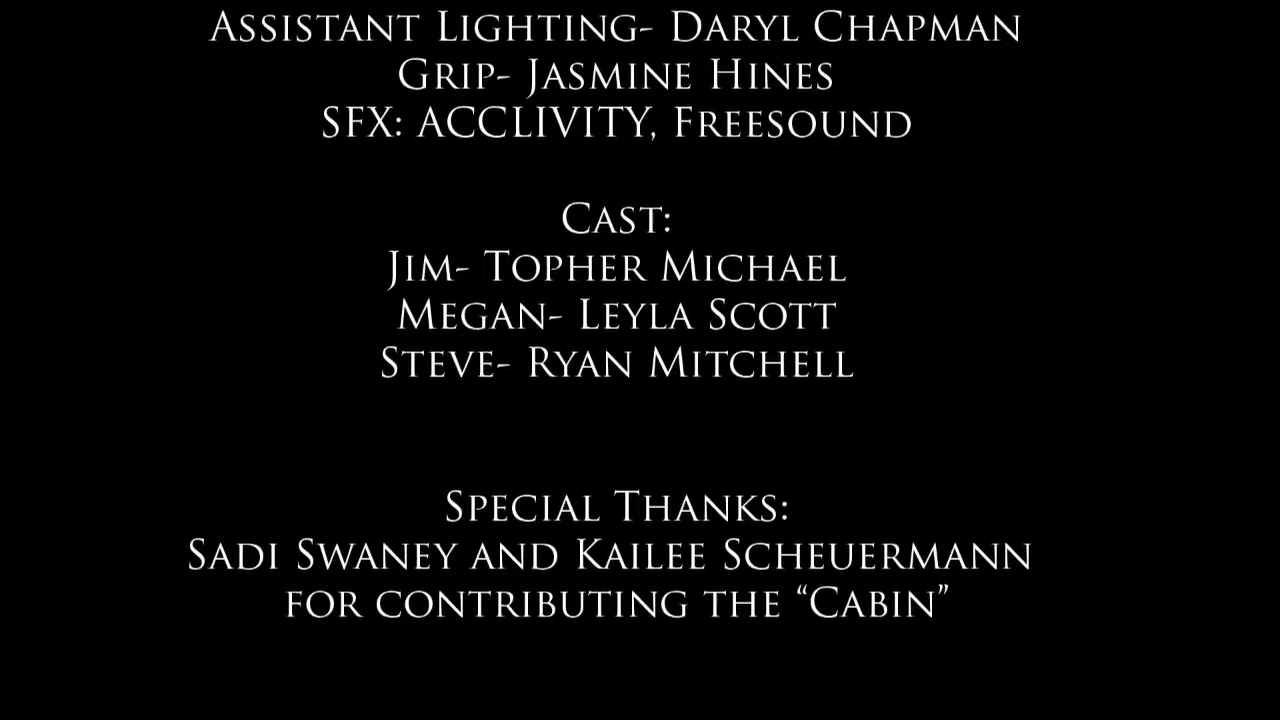 Assistant Lighting- Daryl Chapman
Grip- Jasmine Hines
SFX: ACCLIVITY, Freesound
Cast:
Jim- Topher Michael
Megan- Leyla Scott
Steve- Ryan Mitchell
Special Thanks:
Sadi Swaney and Kailee Scheuermann
for contributing the “Cabin”